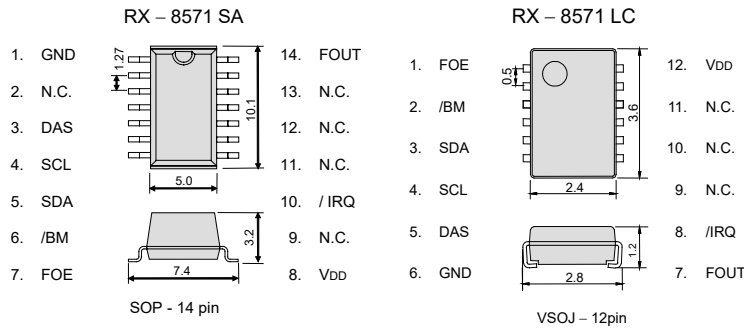 RX – 8571 SA
1. GND
2. N.C.
3. DAS
4. SCL
5. SDA
6. /BM
7. FOE
1.27
10.1
5.0
3.2
7.4
14. FOUT
13. N.C.
12. N.C.
11. N.C.
10. / IRQ
9. N.C.
8. VDD
SOP - 14 pin
RX – 8571 LC
1. FOE
2. /BM
3. SDA
4. SCL
5. DAS
6. GND
0.5
3.6
2.4
1.2
2.8
12. VDD
11. N.C.
10. N.C.
9. N.C.
8. /IRQ
7. FOUT
VSOJ – 12pin